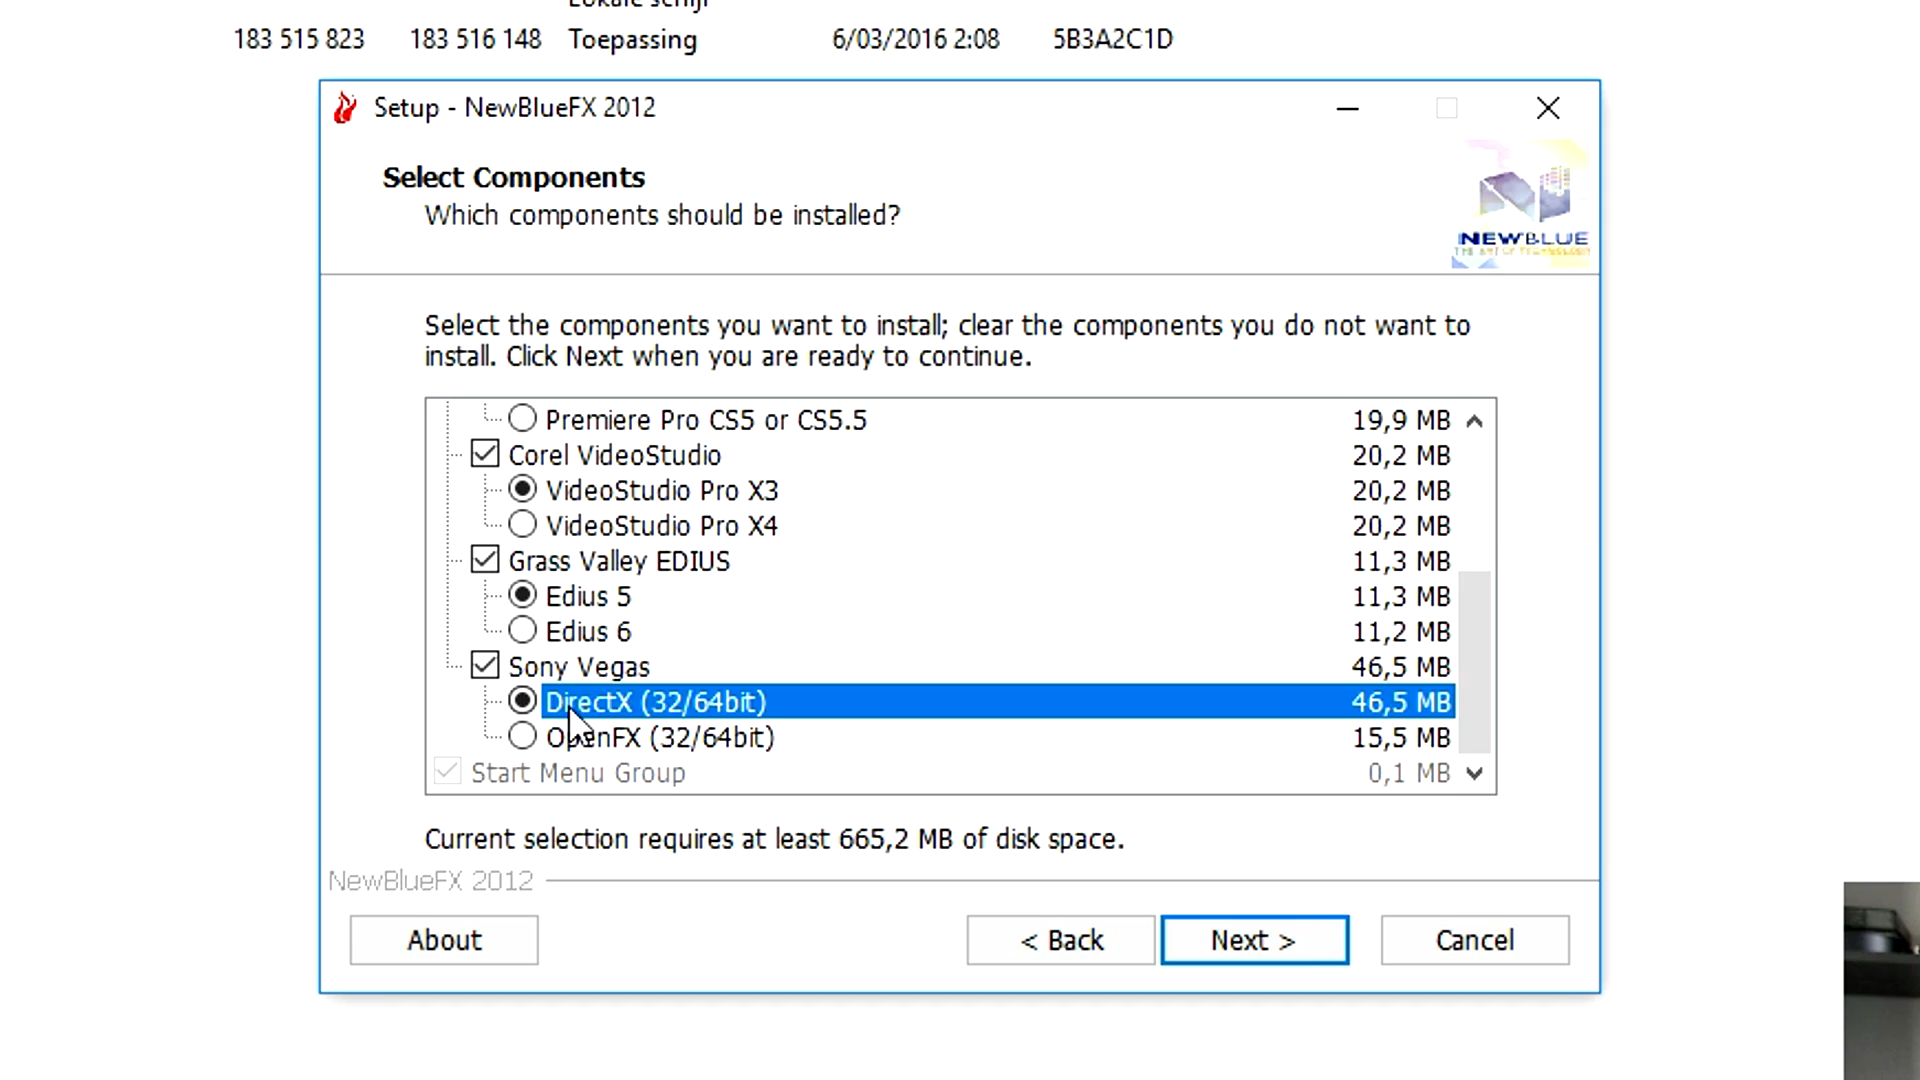 183 515 823 183 516 148 Toepassing 6/03/2016 2:08 5B3A2C1D
Setup - NewBlueFX 2012
Select Components
Which components should be installed?
NEWBLUE
Select the components you want to install; clear the components you do not want to
install. Click Next when you are ready to continue.
Premiere Pro CS5 or CS5.5 19,9 MB
Corel VideoStudio 20,2 MB
VideoStudio Pro X3 20,2 MB
VideoStudio Pro X4 20,2 MB
Grass Valley EDIUS 11,3 MB
Edius 5 11,3 MB
Edius 6 11,2 MB
Sony Vegas 46,5 MB
DirectX (32/64bit) 46,5 MB
OpenFX (32/64bit) 15,5 MB
Start Menu Group 0,1 MB
Current selection requires at least 665,2 MB of disk space.
NewBlueFX 2012
About < Back Next > Cancel